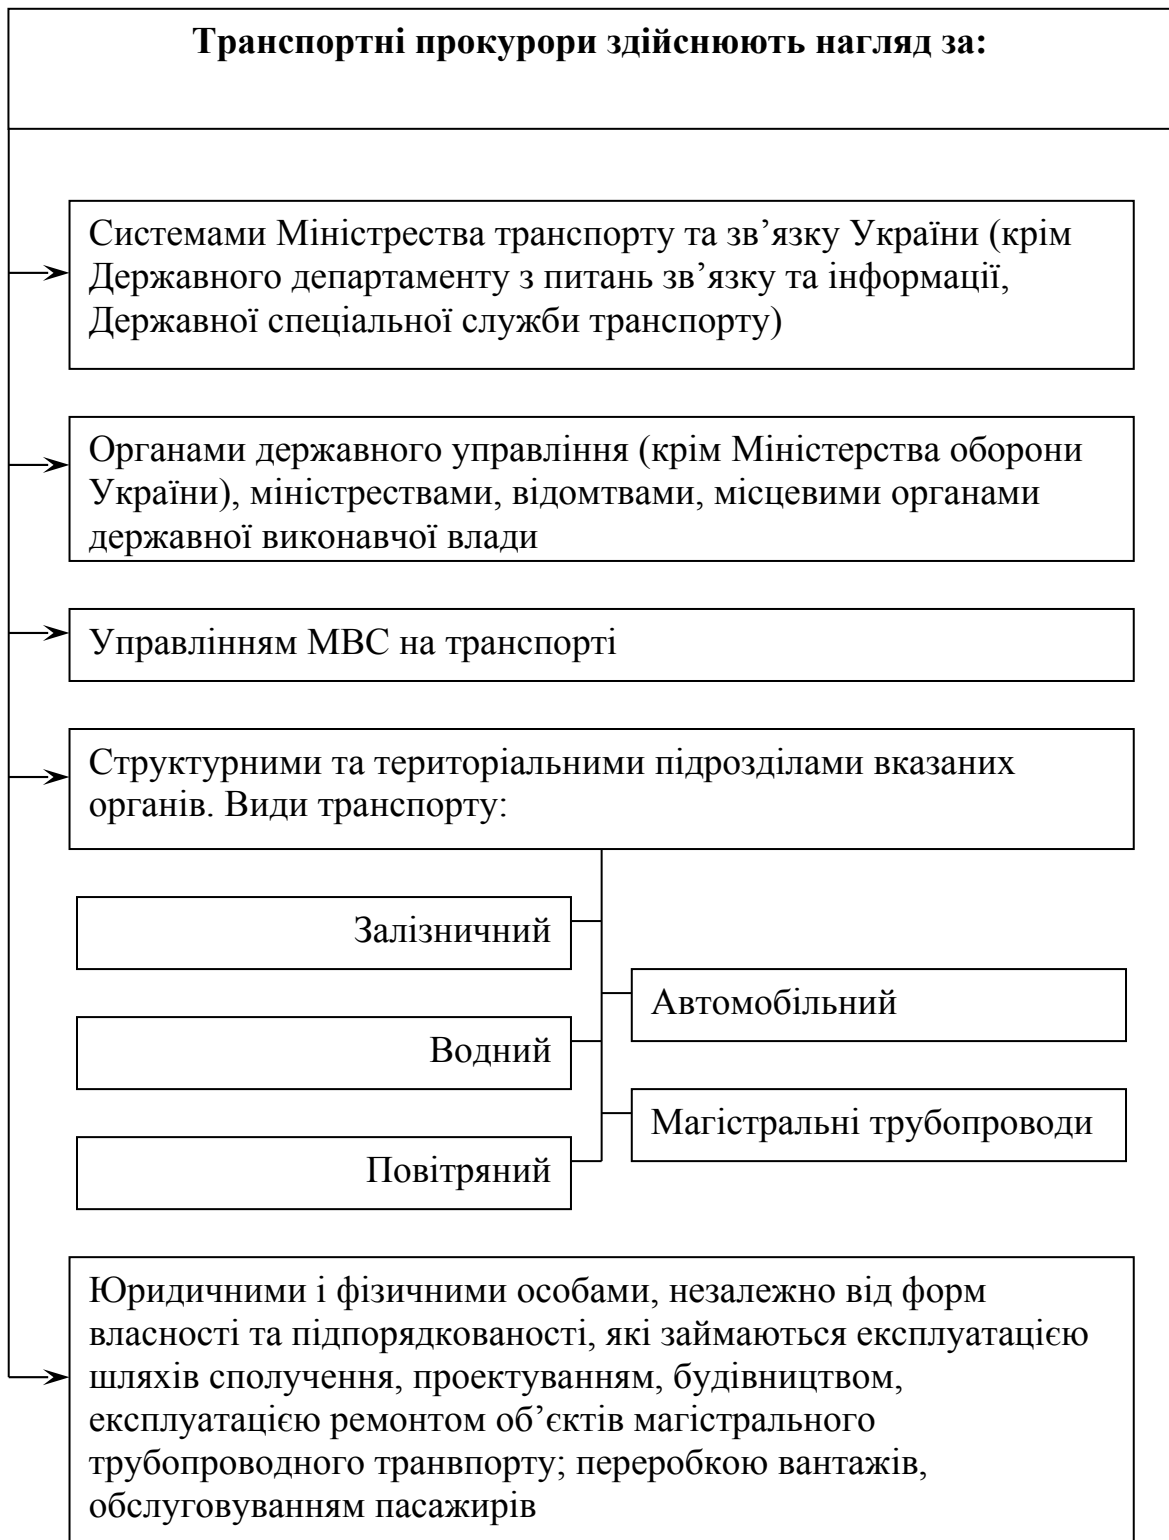 Транспортні прокурори здійснюють нагляд за:
Системами Міністрества транспорту та зв’язку України (крім
Державного департаменту з питань зв’язку та інформації,
Державної спеціальної служби транспорту)
Органами державного управління (крім Міністерства оборони
України), міністрествами, відомтвами, місцевими органами
державної виконавчої влади
Управлінням МВС на транспорті
Структурними та територіальними підрозділами вказаних
органів. Види транспорту:
Залізничний
Автомобільний
Водний
Магістральні трубопроводи
Повітряний
Юридичними і фізичними особами, незалежно від форм
власності та підпорядкованості, які займаються експлуатацією
шляхів сполучення, проектуванням, будівництвом,
експлуатацією ремонтом об’єктів магістрального
трубопроводного транвпорту; переробкою вантажів,
обслуговуванням пасажирів